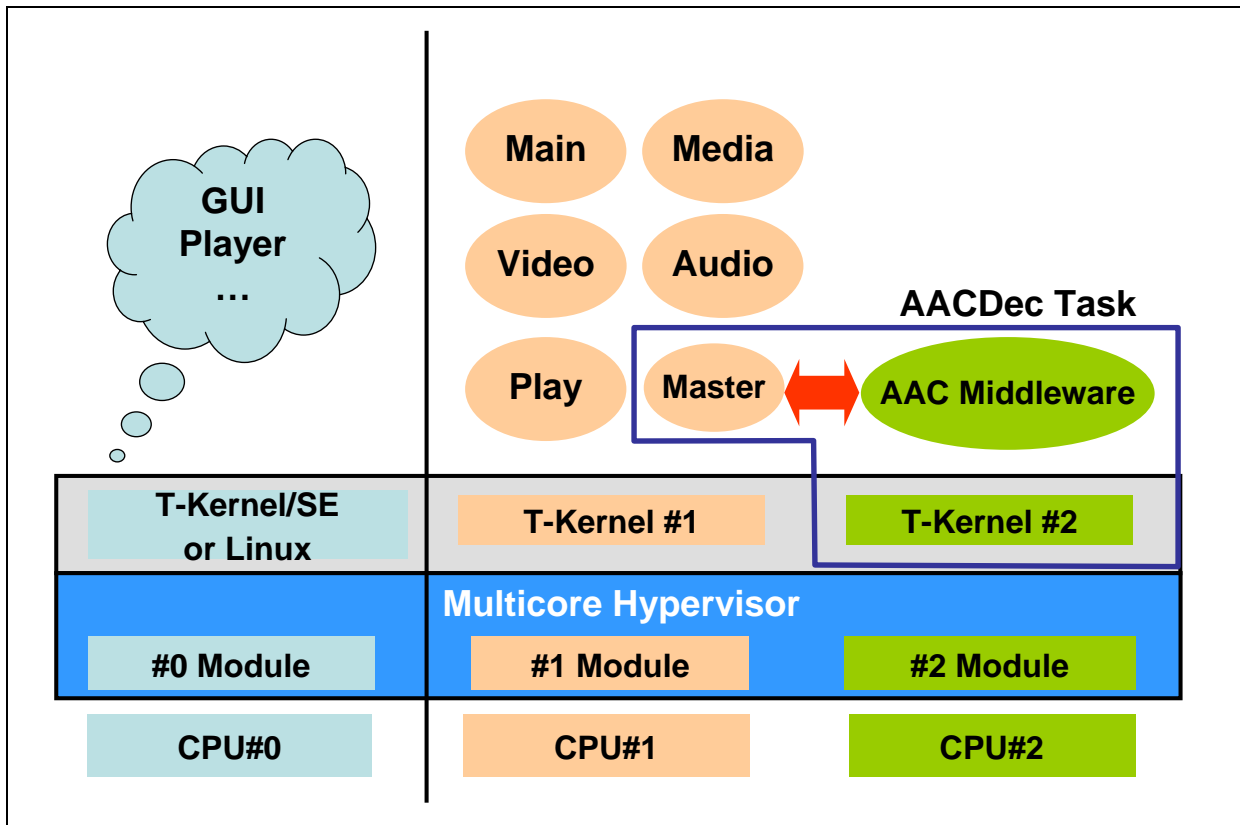 GUI
Player
…
Main
Media
Video
Audio
AACDec Task
Play
Master
AAC Middleware
T-Kernel/SE
or Linux
T-Kernel #1
T-Kernel #2
Multicore Hypervisor
#0 Module
#1 Module
#2 Module
CPU#0
CPU#1
CPU#2